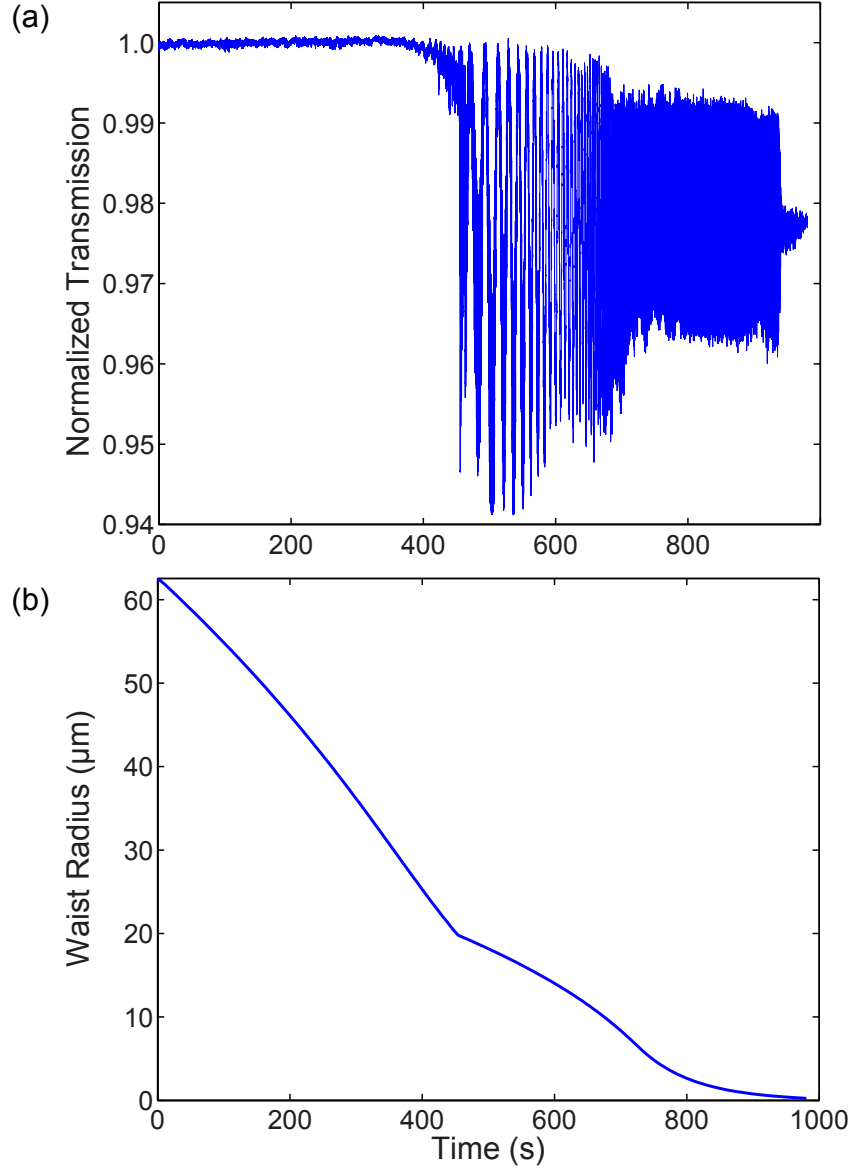 (a)
Normalized Transmission
1.0
0.99
0.98
0.97
0.96
0.95
0.94
0 200 400 600 800
(b)
Waist Radius (µm)
60
50
40
30
20
10
0
0 200 400 600 800 1000
Time (s)